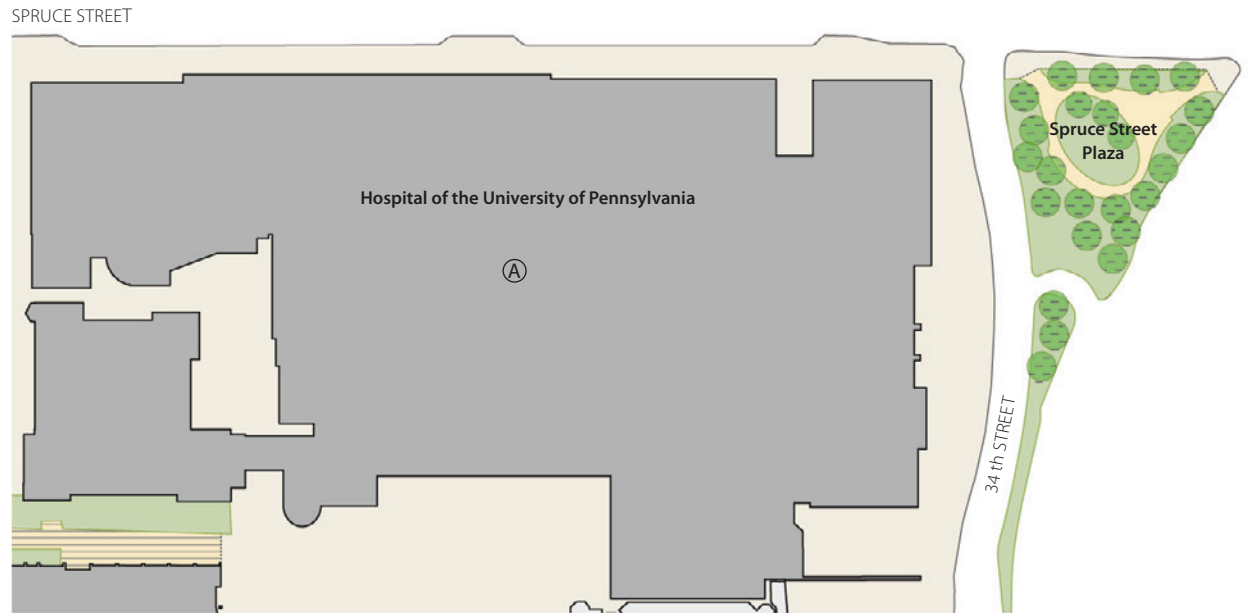 SPRUCE STREET
Spruce Street
Plaza
Hospital of the University of Pennsylvania
A
34 th STREET